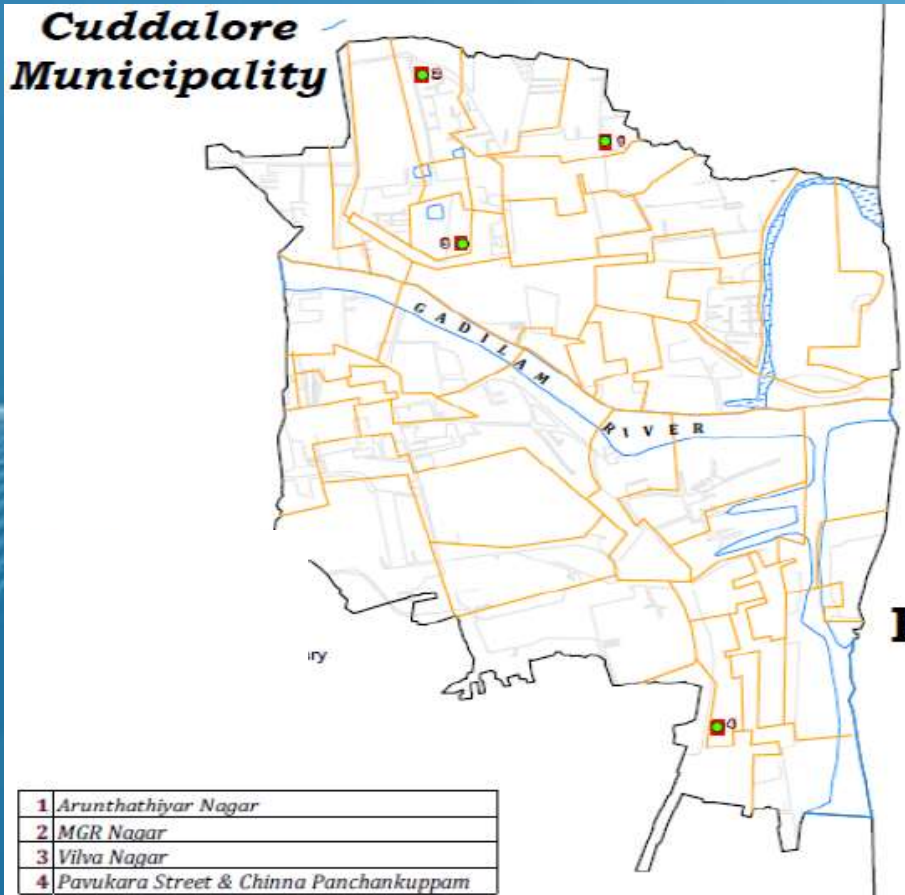 Cuddalore
Municipality
GADILAM RIVER
1 Arunthathiyar Nagar
2 MGR Nagar
3 Vilva Nagar
4 Pavukara Street & Chinna Panchankuppam